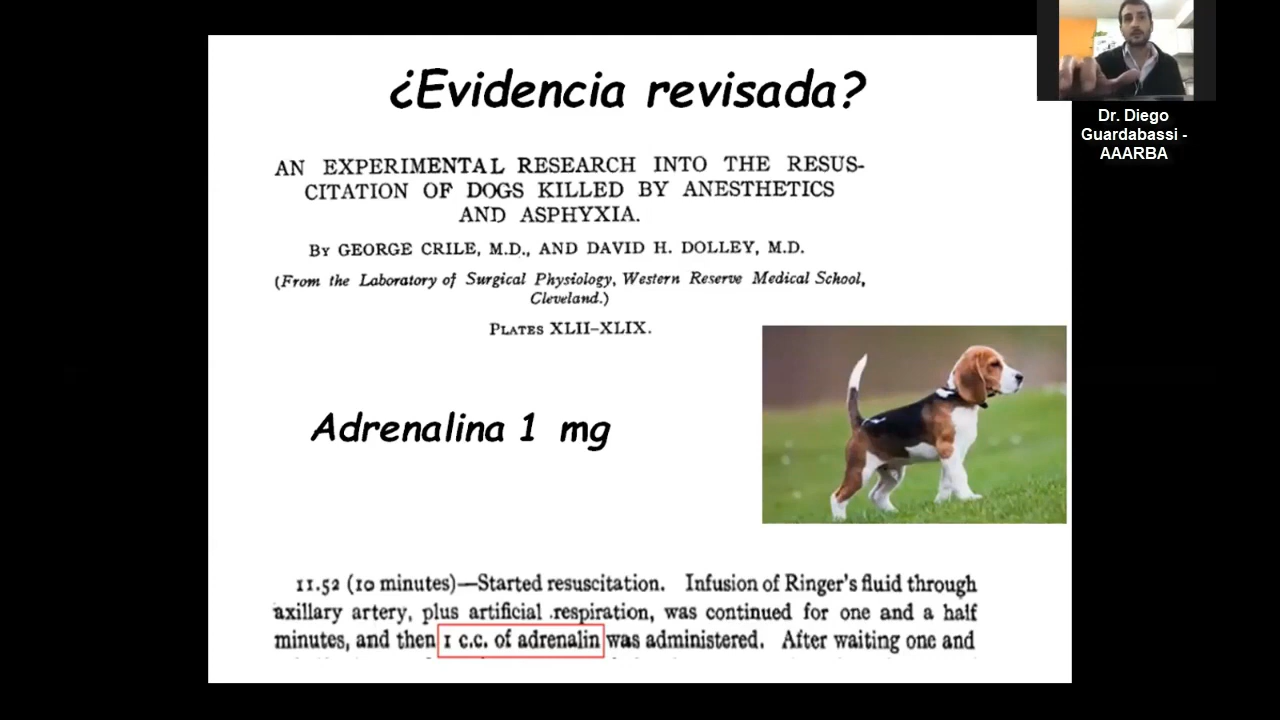 ¿Evidencia revisada?
AN EXPERIMENTAL RESEARCH INTO THE RESUS-
CITATION OF DOGS KILLED BY ANESTHETICS
AND ASPHYXIA.
By GEORGE CRILE, M.D., AND DAVID H. DOLLEY, M.D.
(From the Laboratory of Surgical Physiology, Western Reserve Medical School,
Cleveland.)
PLATES XLII–XLIX.
Adrenalina 1 mg
11.52 (10 minutes)—Started resuscitation. Infusion of Ringer's fluid through
axillary artery, plus artificial respiration, was continued for one and a half
minutes, and then 1 c.c. of adrenalin was administered. After waiting one and
Dr. Diego
Guardabassi -
AAARBA